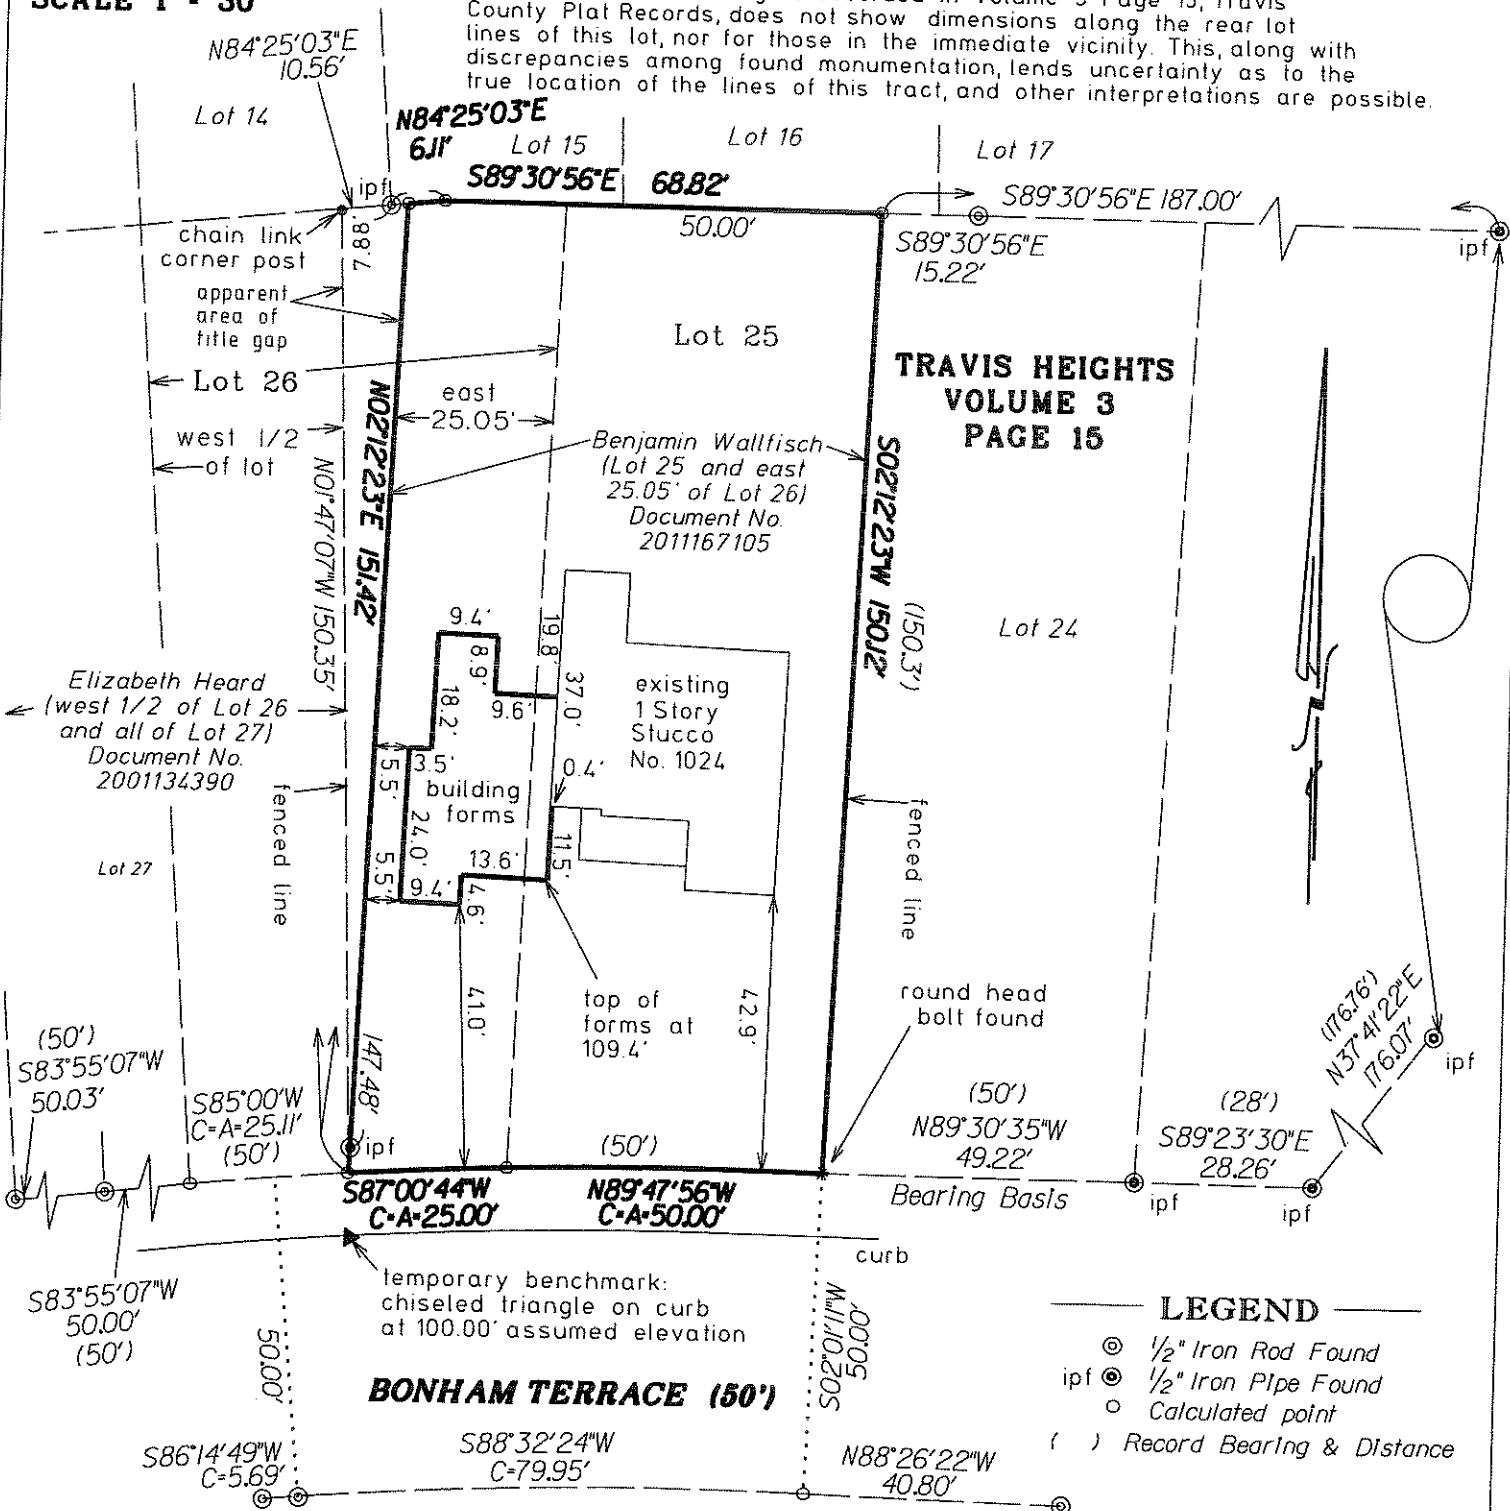 SCALE 1"=30'
County Plat Records, does not show dimensions along the rear lot
lines of this lot, nor for those in the immediate vicinity. This, along with
discrepancies among found monumentation, lends uncertainty as to the
true location of the lines of this tract, and other interpretations are possible.
N84°25'03"E
10.56'
Lot 14
N84°25'03"E
6.11'
Lot 15
Lot 16
Lot 17
S89°30'56"E 68.82'
S89°30'56"E 187.00'
ipf
50.00'
S89°30'56"E
15.22'
ipf
chain link
corner post
7.88'
apparent
area of
title gap
Lot 25
Lot 26
TRAVIS HEIGHTS
VOLUME 3
PAGE 15
east
25.05'
west 1/2
of lot
N02°12'23"E 151.42'
N01°47'07"W 150.35'
Benjamin Wallfisch
(Lot 25 and east
25.05' of Lot 26)
Document No.
2011167105
S02°12'23"W 150.12'
(150.3')
Lot 24
9.4'
8.9'
19.8'
37.0'
18.2'
9.6'
existing
1 Story
Stucco
No. 1024
Elizabeth Heard
(west 1/2 of Lot 26
and all of Lot 27)
Document No.
2001134390
5.5'
3.5'
0.4'
building
forms
24.0'
13.6'
11.5'
5.5'
9.4'
4.6'
fenced line
fenced line
Lot 27
41.0'
42.9'
top of
forms at
109.4'
round head
bolt found
147.48'
(50')
S83°55'07"W
50.03'
S85°00'W
C=A=25.11'
(50')
ipf
(50')
(50')
N89°30'35"W
49.22'
Bearing Basis
(28')
S89°23'30"E
28.26'
(176.76')
N37°41'22"E
176.07'
ipf
ipf
ipf
S87°00'44"W
C=A=25.00'
N89°47'56"W
C=A=50.00'
curb
S83°55'07"W
50.00'
(50')
temporary benchmark:
chiseled triangle on curb
at 100.00' assumed elevation
50.00'
S02°01'11"W
50.00'
BONHAM TERRACE (50')
S86°14'49"W
C=5.69'
S88°32'24"W
C=79.95'
N88°26'22"W
40.80'
LEGEND
1/2" Iron Rod Found
ipf 1/2" Iron Pipe Found
Calculated point
( ) Record Bearing & Distance